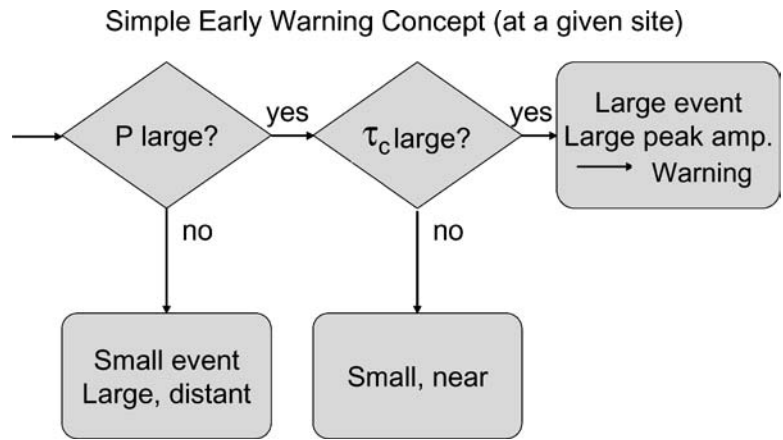 Simple Early Warning Concept (at a given site)
P large?
yes
τc large?
yes
Large event
Large peak amp.
→ Warning
no
no
Small event
Large, distant
Small, near